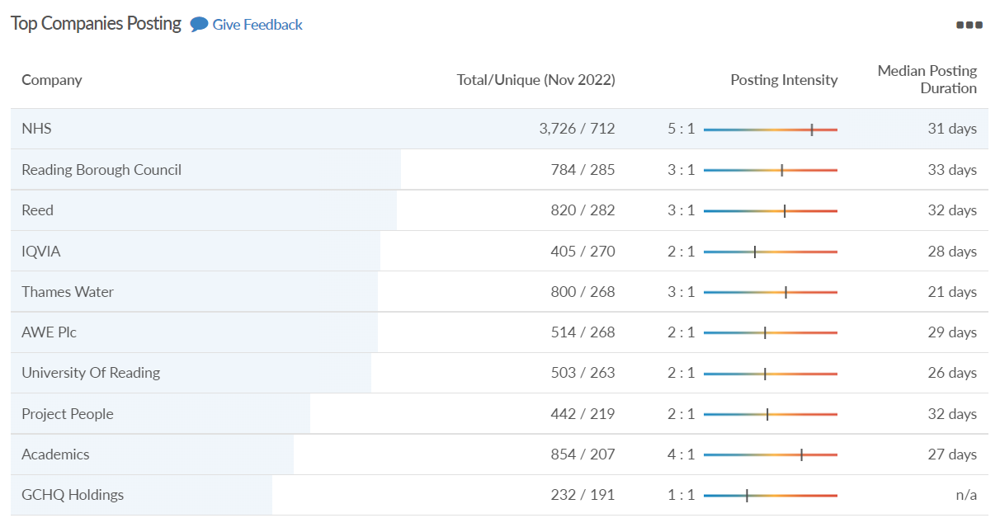 Top Companies Posting Give Feedback
Company Total/Unique (Nov 2022) Posting Intensity Median Posting Duration
NHS 3,726 / 712 5 : 1 31 days
Reading Borough Council 784 / 285 3 : 1 33 days
Reed 820 / 282 3 : 1 32 days
IQVIA 405 / 270 2 : 1 28 days
Thames Water 800 / 268 3 : 1 21 days
AWE Plc 514 / 268 2 : 1 29 days
University Of Reading 503 / 263 2 : 1 26 days
Project People 442 / 219 2 : 1 32 days
Academics 854 / 207 4 : 1 27 days
GCHQ Holdings 232 / 191 1 : 1 n/a